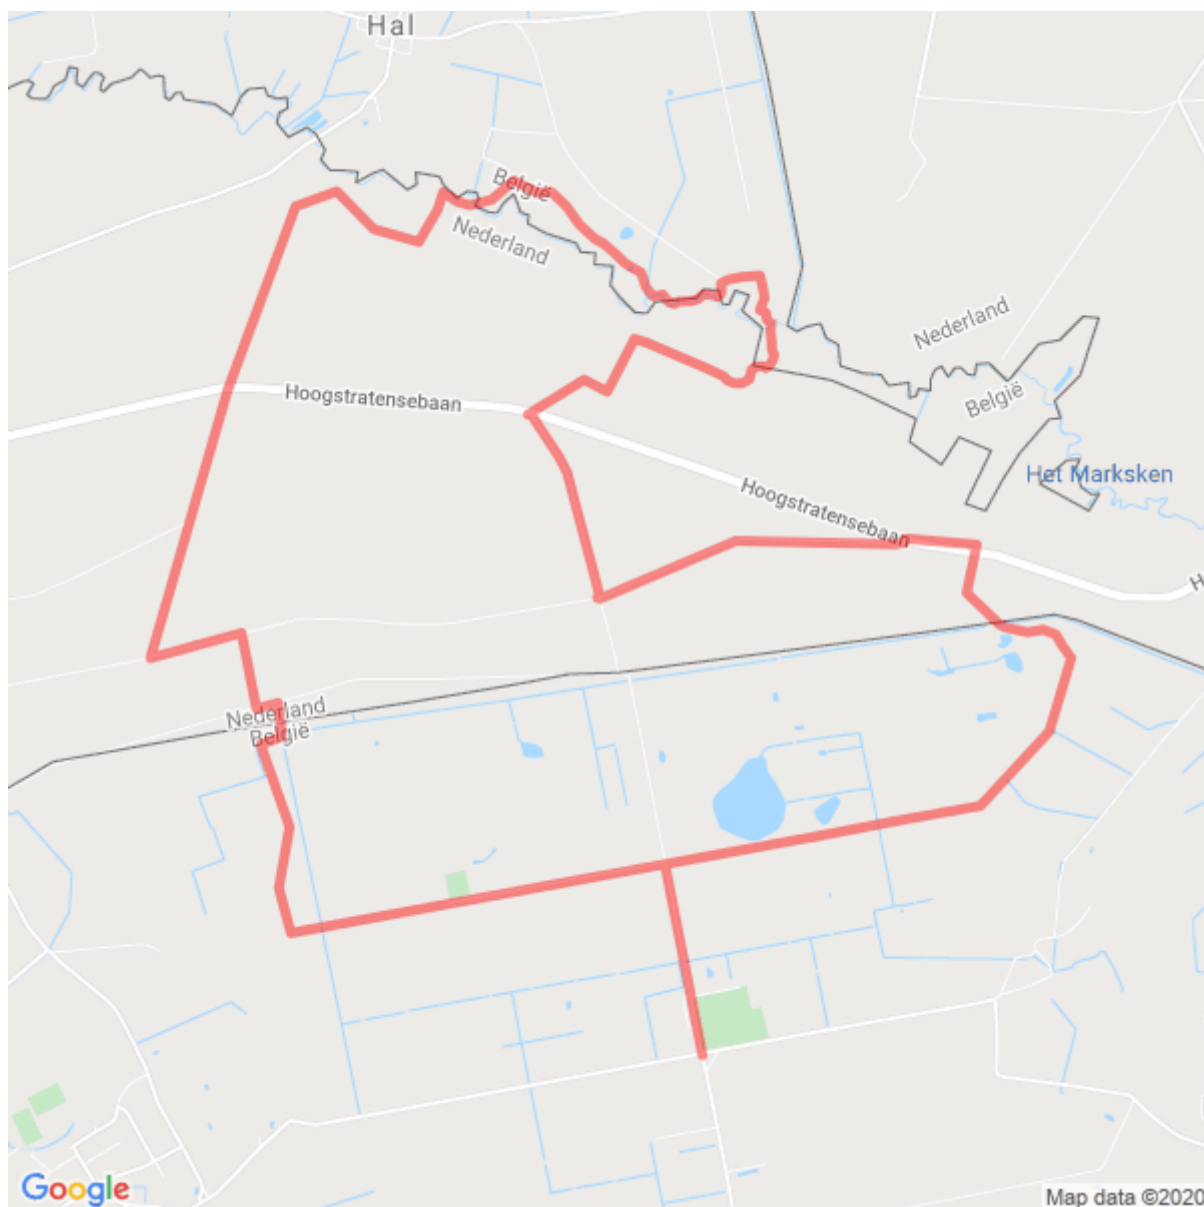 Hal
België
Nederland
Nederland
België
Hoogstratensebaan
Het Marksken
Hoogstratensebaan
H
Nederland
België
Google
Map data ©2020